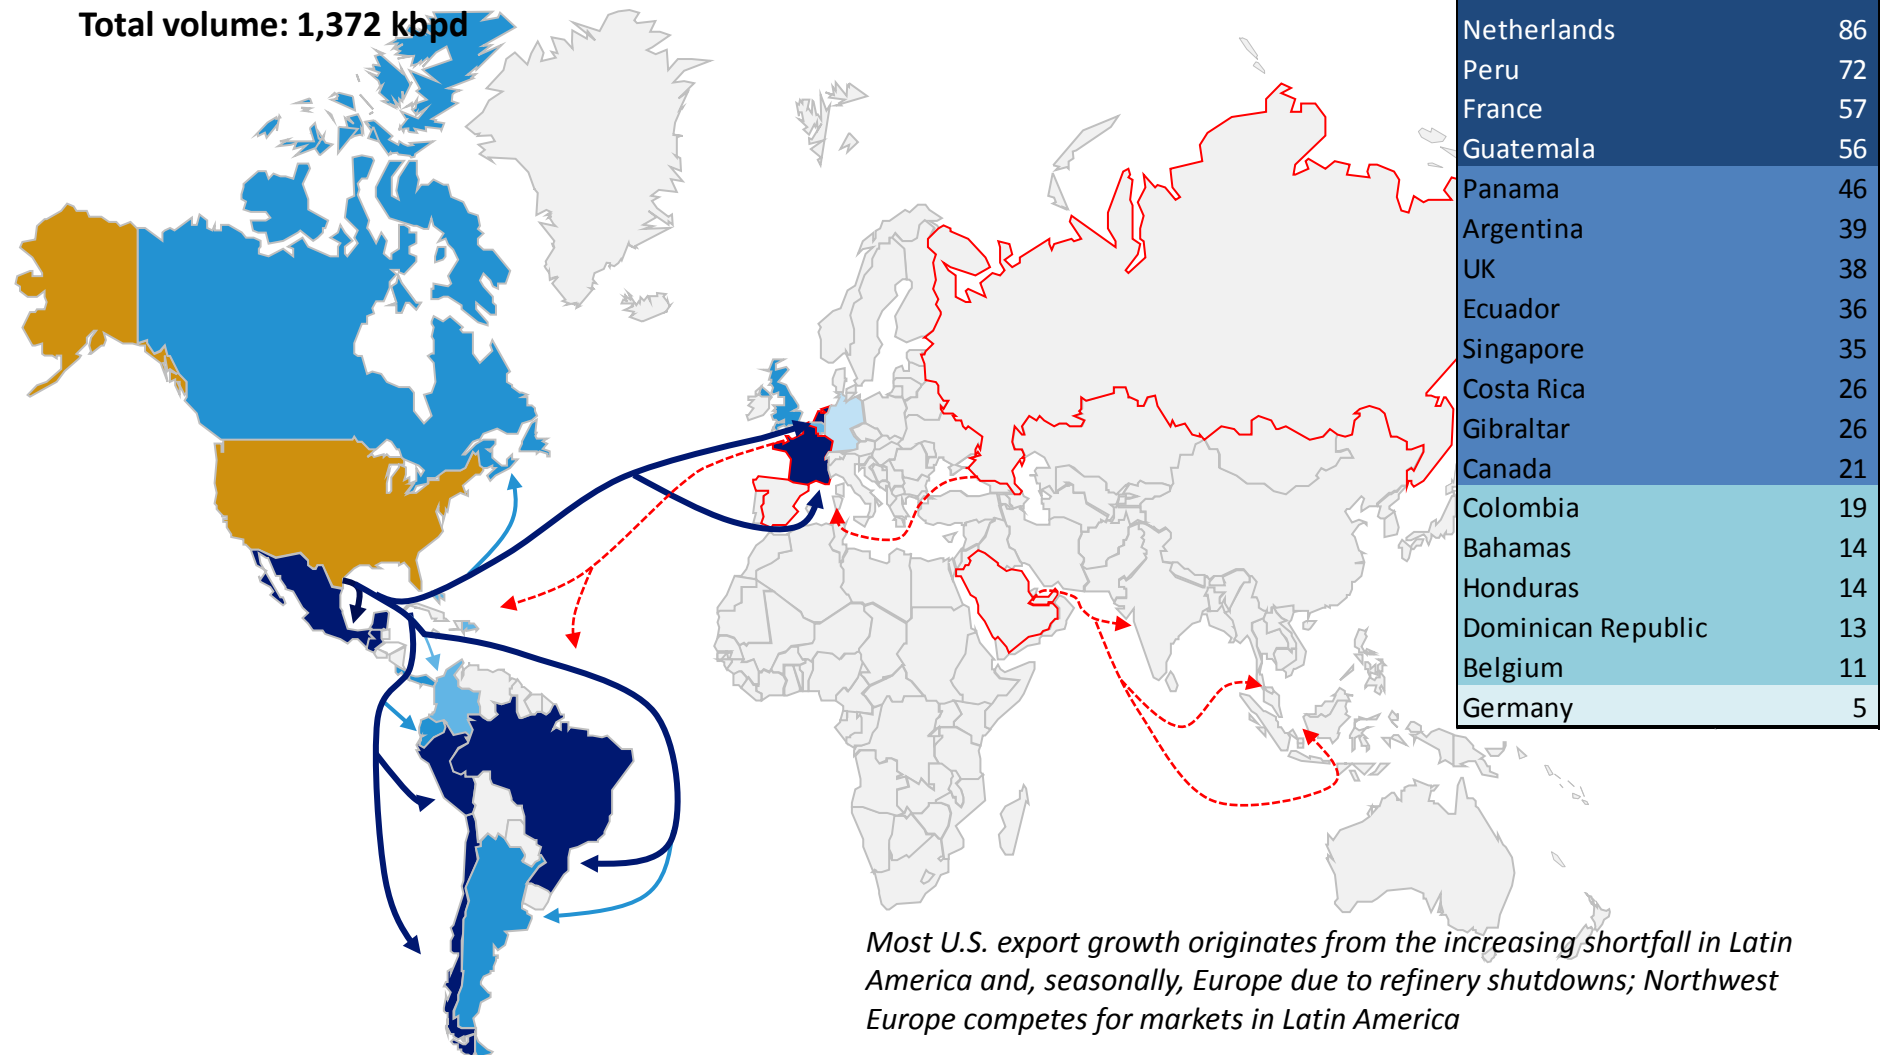 Total volume: 1,372 kbpd
Netherlands 86
Peru 72
France 57
Guatemala 56
Panama 46
Argentina 39
UK 38
Ecuador 36
Singapore 35
Costa Rica 26
Gibraltar 26
Canada 21
Colombia 19
Bahamas 14
Honduras 14
Dominican Republic 13
Belgium 11
Germany 5
Most U.S. export growth originates from the increasing shortfall in Latin
America and, seasonally, Europe due to refinery shutdowns; Northwest
Europe competes for markets in Latin America